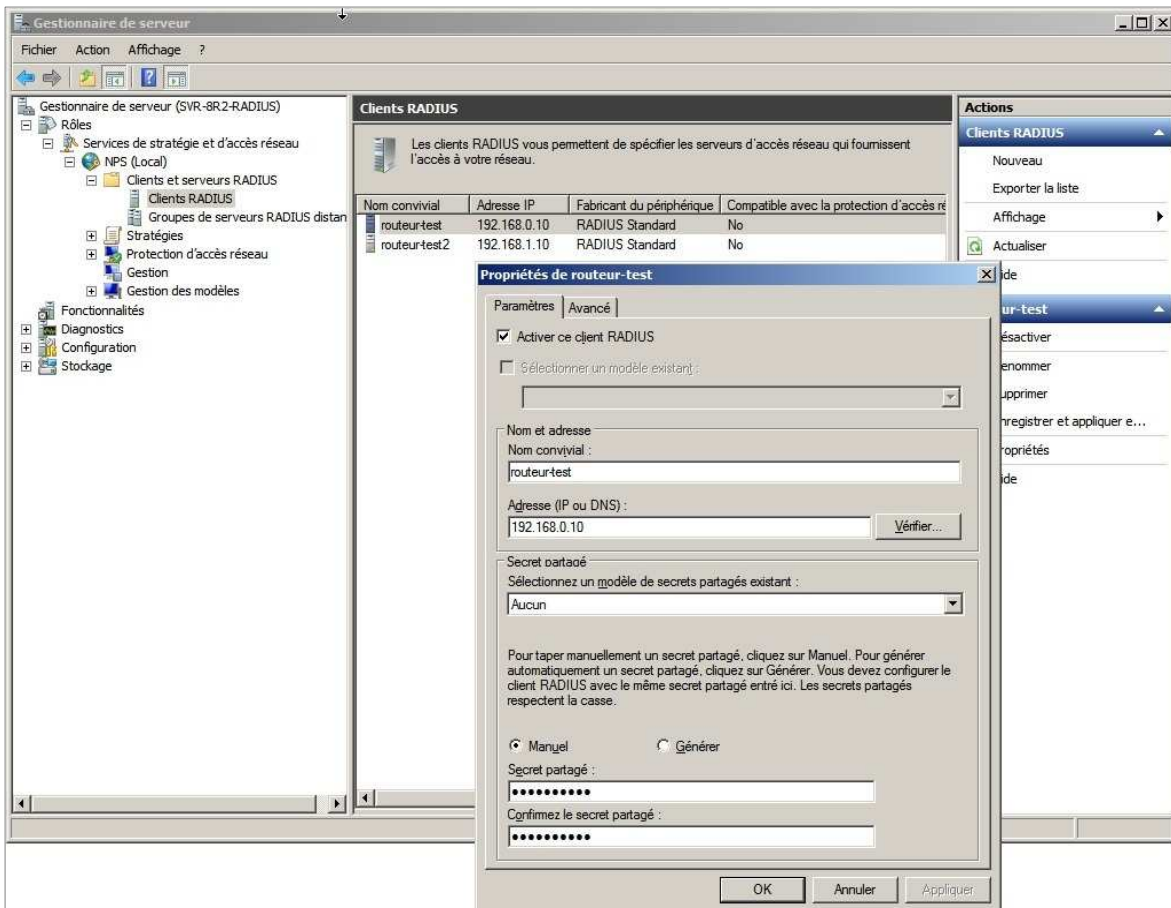 Gestionnaire de serveur
Fichier Action Affichage ?
Gestionnaire de serveur (SVR-8R2-RADIUS)
Rôles
Services de stratégie et d'accès réseau
NPS (Local)
Clients et serveurs RADIUS
Clients RADIUS
Groupes de serveurs RADIUS distan
Stratégies
Protection d'accès réseau
Gestion
Gestion des modèles
Fonctionnalités
Diagnostics
Configuration
Stockage
Clients RADIUS
Les clients RADIUS vous permettent de spécifier les serveurs d'accès réseau qui fournissent
l'accès à votre réseau.
Nom convivial Adresse IP Fabricant du périphérique Compatible avec la protection d'accès ré
routeur-test 192.168.0.10 RADIUS Standard No
routeur-test2 192.168.1.10 RADIUS Standard No
Actions
Clients RADIUS
Nouveau
Exporter la liste
Affichage
Actualiser
ide
ur-test
ésactiver
enommer
upprimer
nregistrer et appliquer e...
ropriétés
ide
Propriétés de routeur-test
Paramètres Avancé
Activer ce client RADIUS
Sélectionner un modèle existant :
Nom et adresse
Nom convivial :
routeur-test
Adresse (IP ou DNS) :
192.168.0.10 Vérifier...
Secret partagé
Sélectionnez un modèle de secrets partagés existant :
Aucun
Pour taper manuellement un secret partagé, cliquez sur Manuel. Pour générer
automatiquement un secret partagé, cliquez sur Générer. Vous devez configurer le
client RADIUS avec le même secret partagé entré ici. Les secrets partagés
respectent la casse.
Manuel Générer
Secret partagé :
●●●●●●●●●●
Confirmez le secret partagé :
●●●●●●●●●●
OK Annuler Appliquer